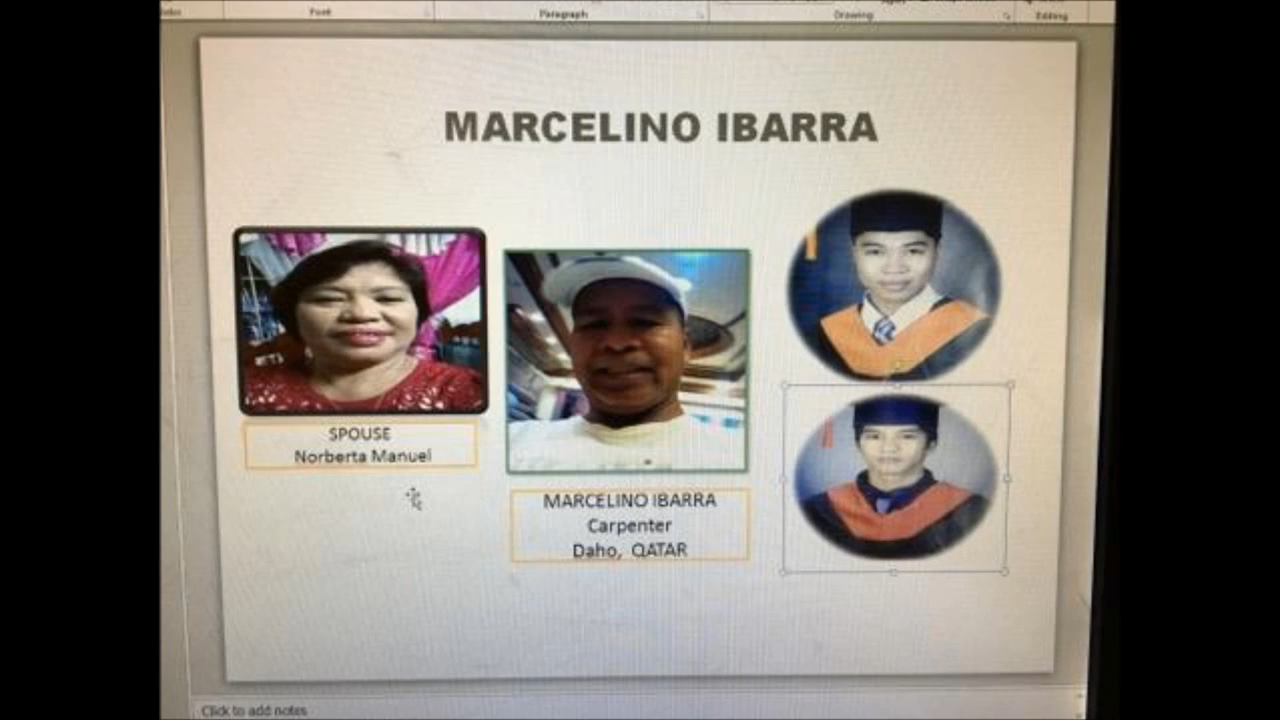 Font
Paragraph
Drawing
Editing
MARCELINO IBARRA
SPOUSE
Norberta Manuel
MARCELINO IBARRA
Carpenter
Daho, QATAR
Click to add notes